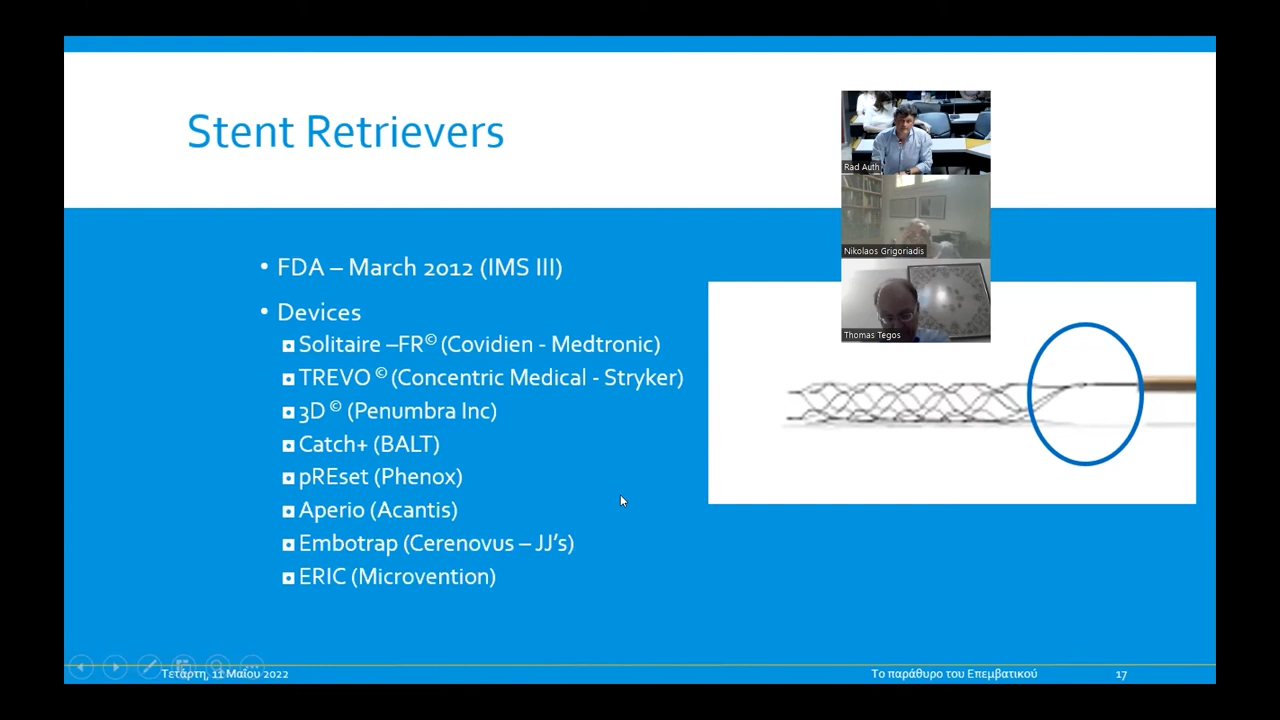 Stent Retrievers
Rad Auth
Nikolaos Grigoriadis
Thomas Tegos
• FDA – March 2012 (IMS III)
• Devices
Solitaire –FR© (Covidien - Medtronic)
TREVO © (Concentric Medical - Stryker)
3D © (Penumbra Inc)
Catch+ (BALT)
pREset (Phenox)
Aperio (Acantis)
Embotrap (Cerenovus – JJ’s)
ERIC (Microvention)
Τετάρτη, 11 Μαΐου 2022
Το παράθυρο του Επεμβατικού
17